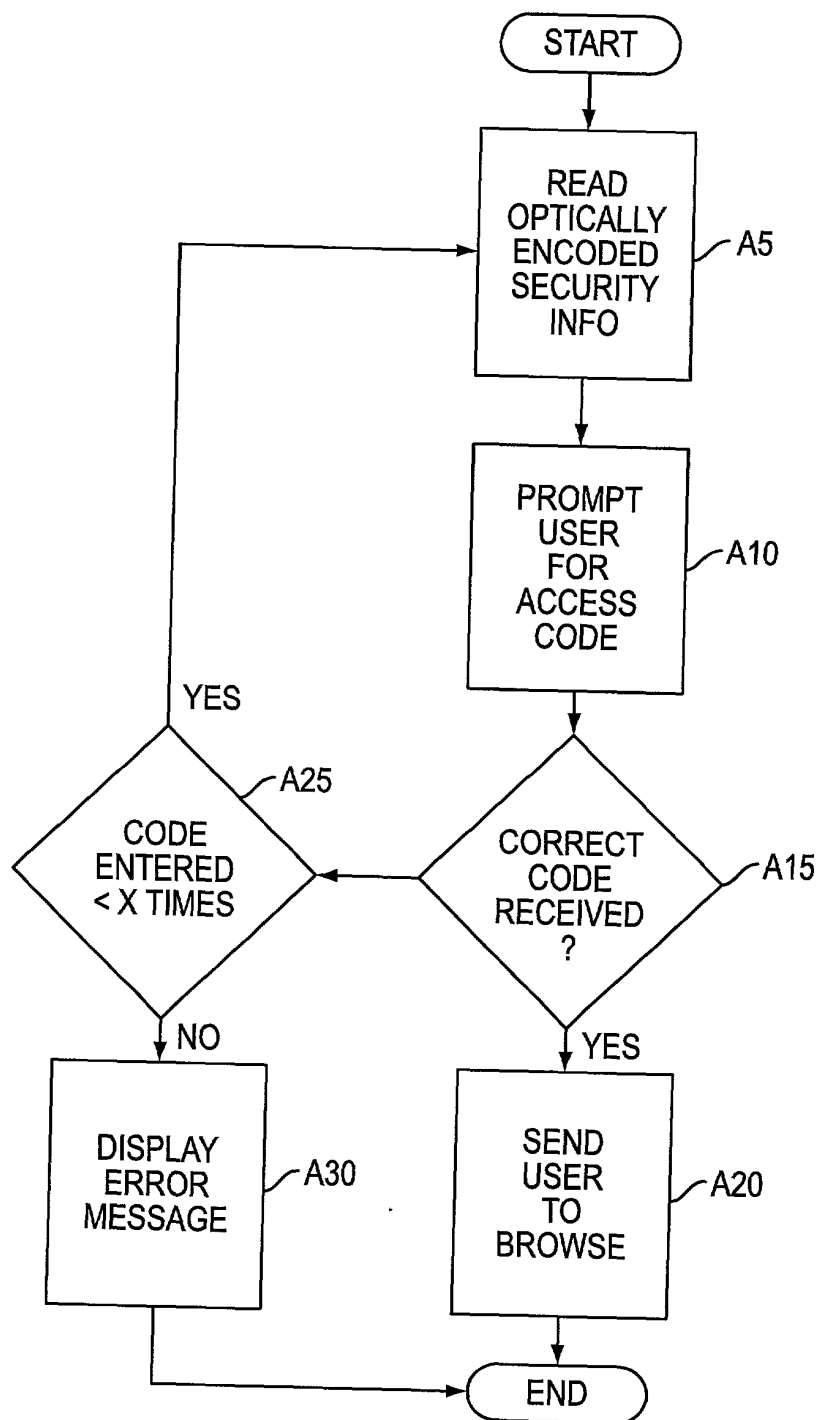 START
READ
OPTICALLY
ENCODED
SECURITY
INFO
A5
PROMPT
USER
FOR
ACCESS
CODE
A10
YES
A25
CODE
ENTERED
< X TIMES
CORRECT
CODE
RECEIVED
?
A15
NO
YES
DISPLAY
ERROR
MESSAGE
A30
SEND
USER
TO
BROWSE
A20
END